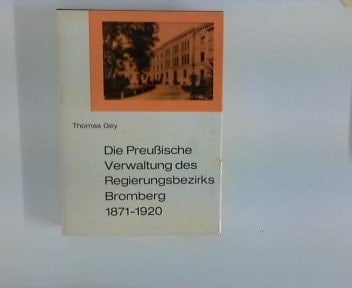 Thomas Gey
Die Preußische
Verwaltung des
Regierungsbezirks
Bromberg
1871-1920